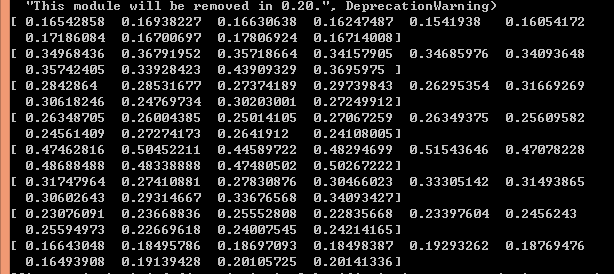 "This module will be removed in 0.20.", DeprecationWarning)
[ 0.16542858  0.16938227  0.16630638  0.16247487  0.1541938   0.16054172
  0.17186084  0.16700697  0.17806924  0.16714008]
[ 0.34968436  0.36791952  0.35718664  0.34157905  0.34685976  0.34093648
  0.35742405  0.33928423  0.43909329  0.3695975 ]
[ 0.2842864   0.28531677  0.27374189  0.29739843  0.26295354  0.31669269
  0.30618246  0.24769734  0.30203001  0.27249912]
[ 0.26348705  0.26004385  0.25014105  0.27067259  0.26349375  0.25609582
  0.24561409  0.27274173  0.2641912   0.24108005]
[ 0.47462816  0.50452211  0.44589722  0.48294699  0.51543646  0.47078228
  0.48688488  0.48338888  0.47480502  0.50267222]
[ 0.31747964  0.27410881  0.27830876  0.30466023  0.33305142  0.31493865
  0.30602643  0.29314667  0.33676568  0.34093427]
[ 0.23076091  0.23668836  0.25552808  0.22835668  0.23397604  0.2456243
  0.25594973  0.22669618  0.24007545  0.24214165]
[ 0.16643048  0.18495786  0.18697093  0.18498387  0.19293262  0.18769476
  0.16493908  0.19139428  0.20105725  0.20141336]